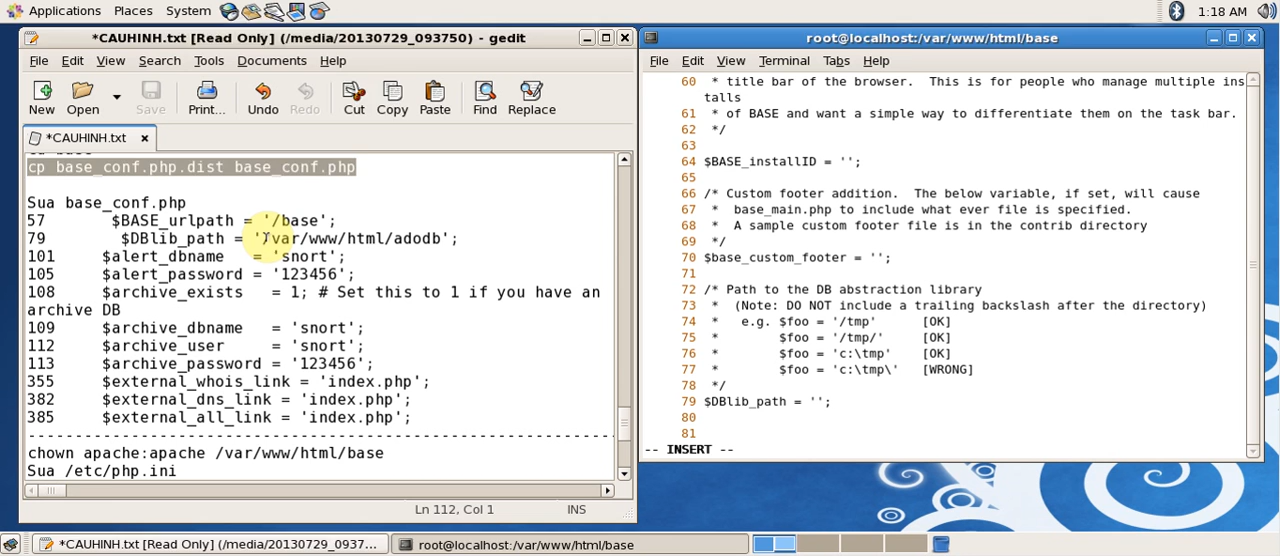 Applications Places System 1:18 AM
*CAUHINH.txt [Read Only] (/media/20130729_093750) - gedit
File Edit View Search Tools Documents Help
New Open Save Print... Undo Redo Cut Copy Paste Find Replace
*CAUHINH.txt
cp base_conf.php.dist base_conf.php
Sua base_conf.php
57 $BASE_urlpath = '/base';
79 $DBlib_path = '/var/www/html/adodb';
101 $alert_dbname = 'snort';
105 $alert_password = '123456';
108 $archive_exists = 1; # Set this to 1 if you have an
archive DB
109 $archive_dbname = 'snort';
112 $archive_user = 'snort';
113 $archive_password = '123456';
355 $external_whois_link = 'index.php';
382 $external_dns_link = 'index.php';
385 $external_all_link = 'index.php';
--------------------------------------------------------------
chown apache:apache /var/www/html/base
Sua /etc/php.ini
Ln 112, Col 1 INS
root@localhost:/var/www/html/base
File Edit View Terminal Tabs Help
60 * title bar of the browser. This is for people who manage multiple ins
talls
61 * of BASE and want a simple way to differentiate them on the task bar.
62 */
63
64 $BASE_installID = '';
65
66 /* Custom footer addition. The below variable, if set, will cause
67 * base_main.php to include what ever file is specified.
68 * A sample custom footer file is in the contrib directory
69 */
70 $base_custom_footer = '';
71
72 /* Path to the DB abstraction library
73 * (Note: DO NOT include a trailing backslash after the directory)
74 * e.g. $foo = '/tmp' [OK]
75 * $foo = '/tmp/' [OK]
76 * $foo = 'c:\tmp' [OK]
77 * $foo = 'c:\tmp\' [WRONG]
78 */
79 $DBlib_path = '';
80
81
-- INSERT --
*CAUHINH.txt [Read Only] (/media/20130729_0937... root@localhost:/var/www/html/base